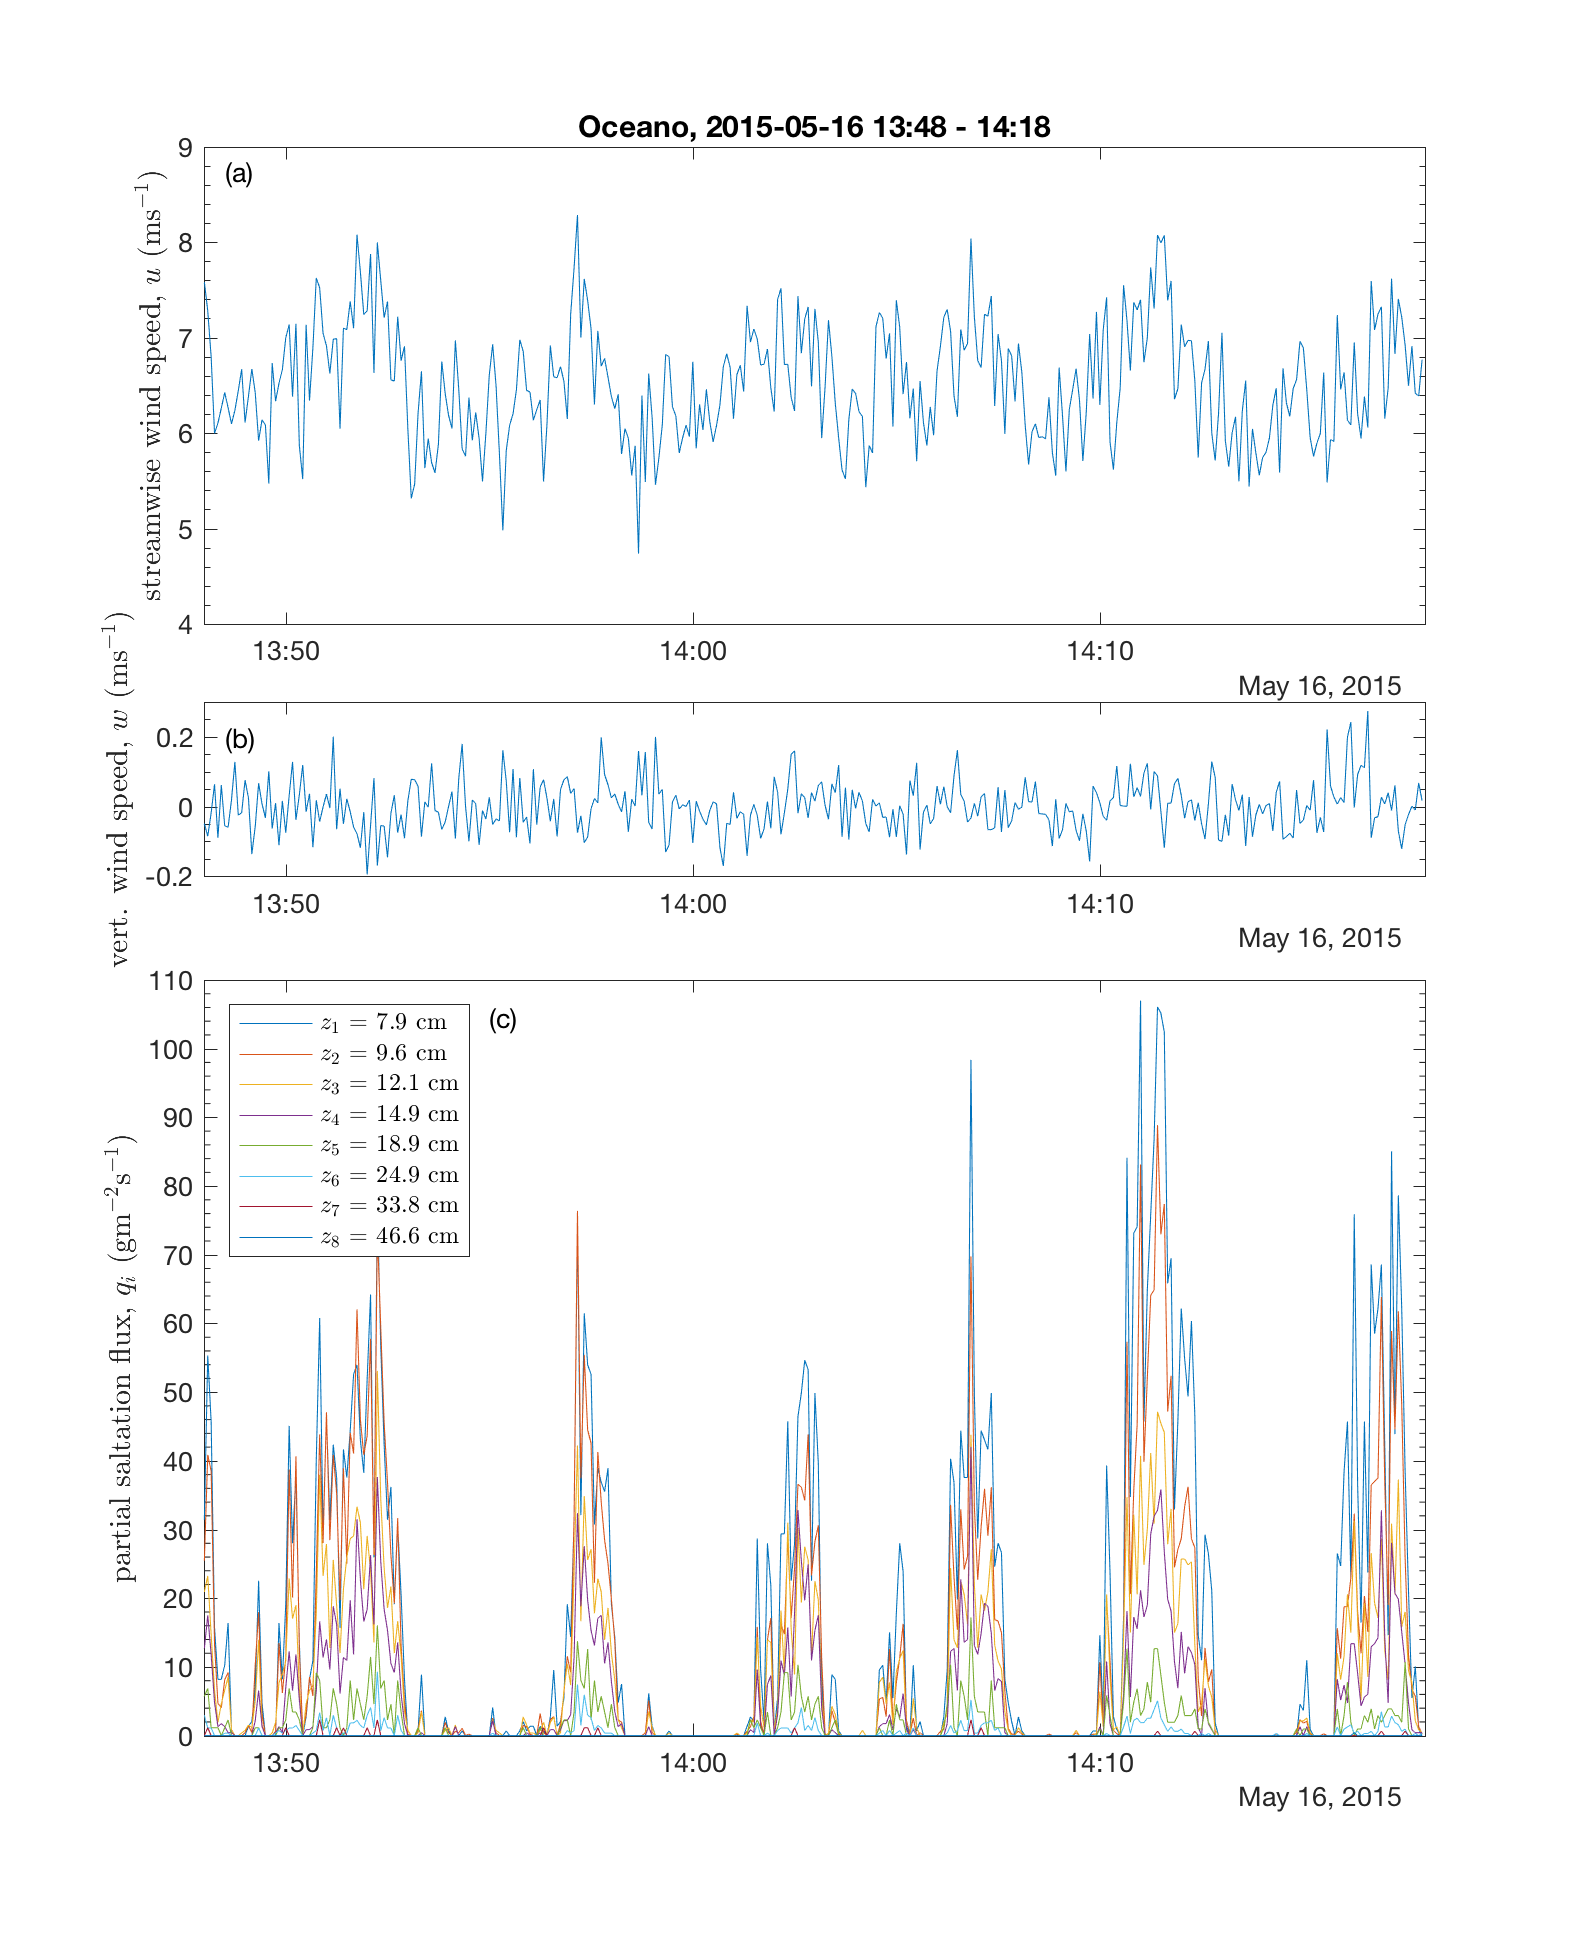 Oceano, 2015-05-16 13:48 - 14:18
(a)
streamwise wind speed, u (ms⁻¹)
9
8
7
6
5
4
13:50 14:00 14:10
May 16, 2015
(b)
vert. wind speed, w (ms⁻¹)
0.2
0
-0.2
13:50 14:00 14:10
May 16, 2015
(c)
partial saltation flux, qᵢ (gm⁻²s⁻¹)
110
100
90
80
70
60
50
40
30
20
10
0
z₁ = 7.9 cm
z₂ = 9.6 cm
z₃ = 12.1 cm
z₄ = 14.9 cm
z₅ = 18.9 cm
z₆ = 24.9 cm
z₇ = 33.8 cm
z₈ = 46.6 cm
13:50 14:00 14:10
May 16, 2015